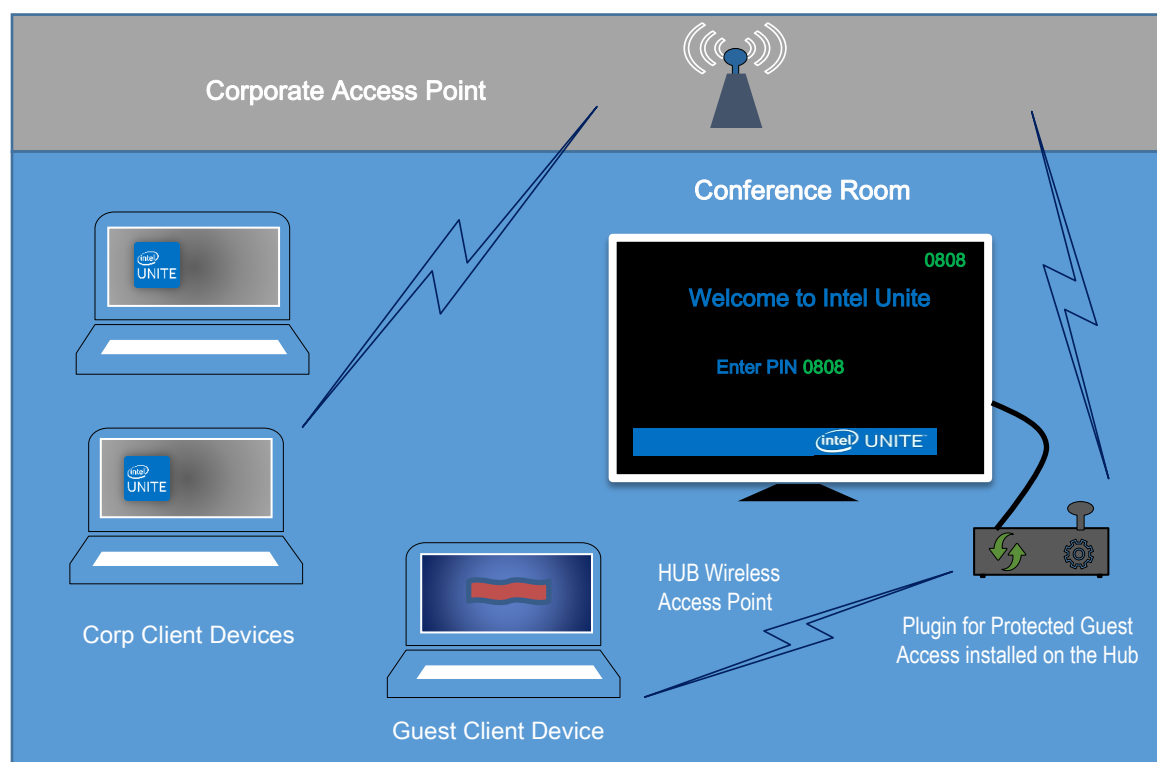 Corporate Access Point
Conference Room
intel
UNITE
0808
Welcome to Intel Unite
Enter PIN 0808
intel UNITE
intel
UNITE
Corp Client Devices
HUB Wireless
Access Point
Plugin for Protected Guest
Access installed on the Hub
Guest Client Device